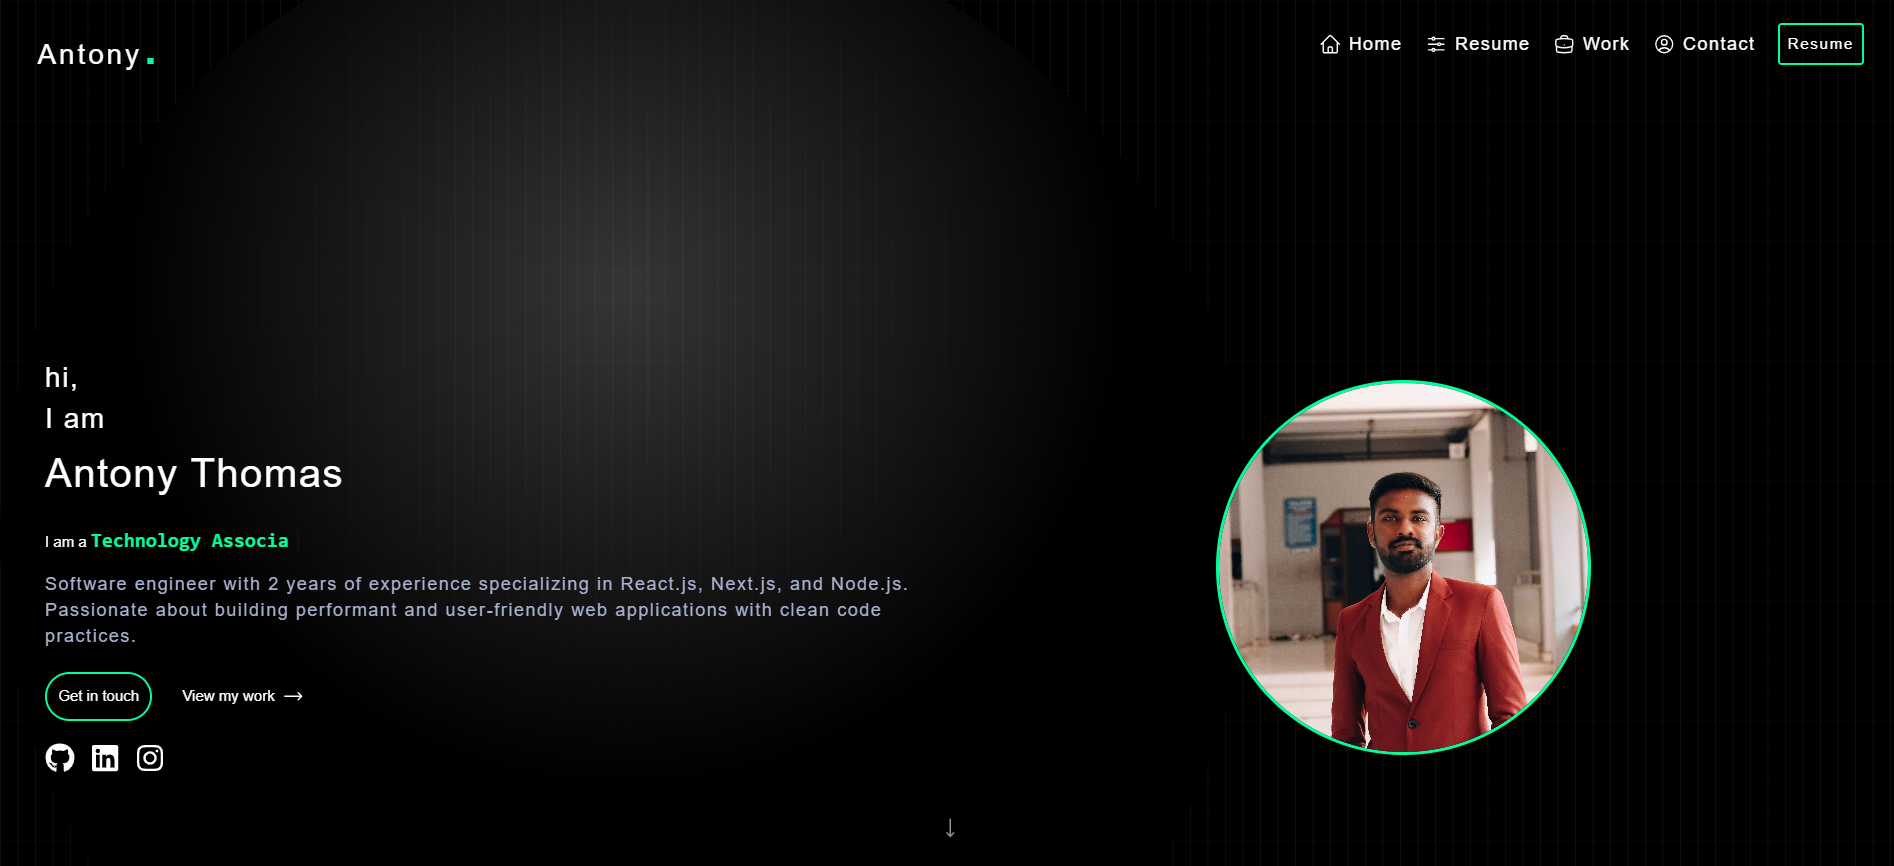 Antony.
Home Resume Work Contact Resume
hi,
I am
Antony Thomas
I am a Technology Associa
Software engineer with 2 years of experience specializing in React.js, Next.js, and Node.js.
Passionate about building performant and user-friendly web applications with clean code
practices.
Get in touch View my work →
in
↓